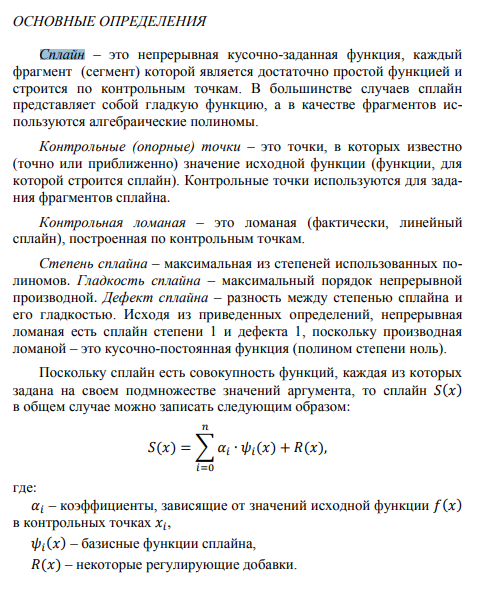 ОСНОВНЫЕ ОПРЕДЕЛЕНИЯ
Сплайн – это непрерывная кусочно-заданная функция, каждый
фрагмент (сегмент) которой является достаточно простой функцией и
строится по контрольным точкам. В большинстве случаев сплайн
представляет собой гладкую функцию, а в качестве фрагментов ис-
пользуются алгебраические полиномы.
Контрольные (опорные) точки – это точки, в которых известно
(точно или приближенно) значение исходной функции (функции, для
которой строится сплайн). Контрольные точки используются для зада-
ния фрагментов сплайна.
Контрольная ломаная – это ломаная (фактически, линейный
сплайн), построенная по контрольным точкам.
Степень сплайна – максимальная из степеней использованных по-
линомов. Гладкость сплайна – максимальный порядок непрерывной
производной. Дефект сплайна – разность между степенью сплайна и
его гладкостью. Исходя из приведенных определений, непрерывная
ломаная есть сплайн степени 1 и дефекта 1, поскольку производная
ломаной – это кусочно-постоянная функция (полином степени ноль).
Поскольку сплайн есть совокупность функций, каждая из которых
задана на своем подмножестве значений аргумента, то сплайн S(x)
в общем случае можно записать следующим образом:
S(x) = ∑ⁿᵢ₌₀ αᵢ · ψᵢ(x) + R(x),
где:
αᵢ – коэффициенты, зависящие от значений исходной функции f(x)
в контрольных точках xᵢ,
ψᵢ(x) – базисные функции сплайна,
R(x) – некоторые регулирующие добавки.